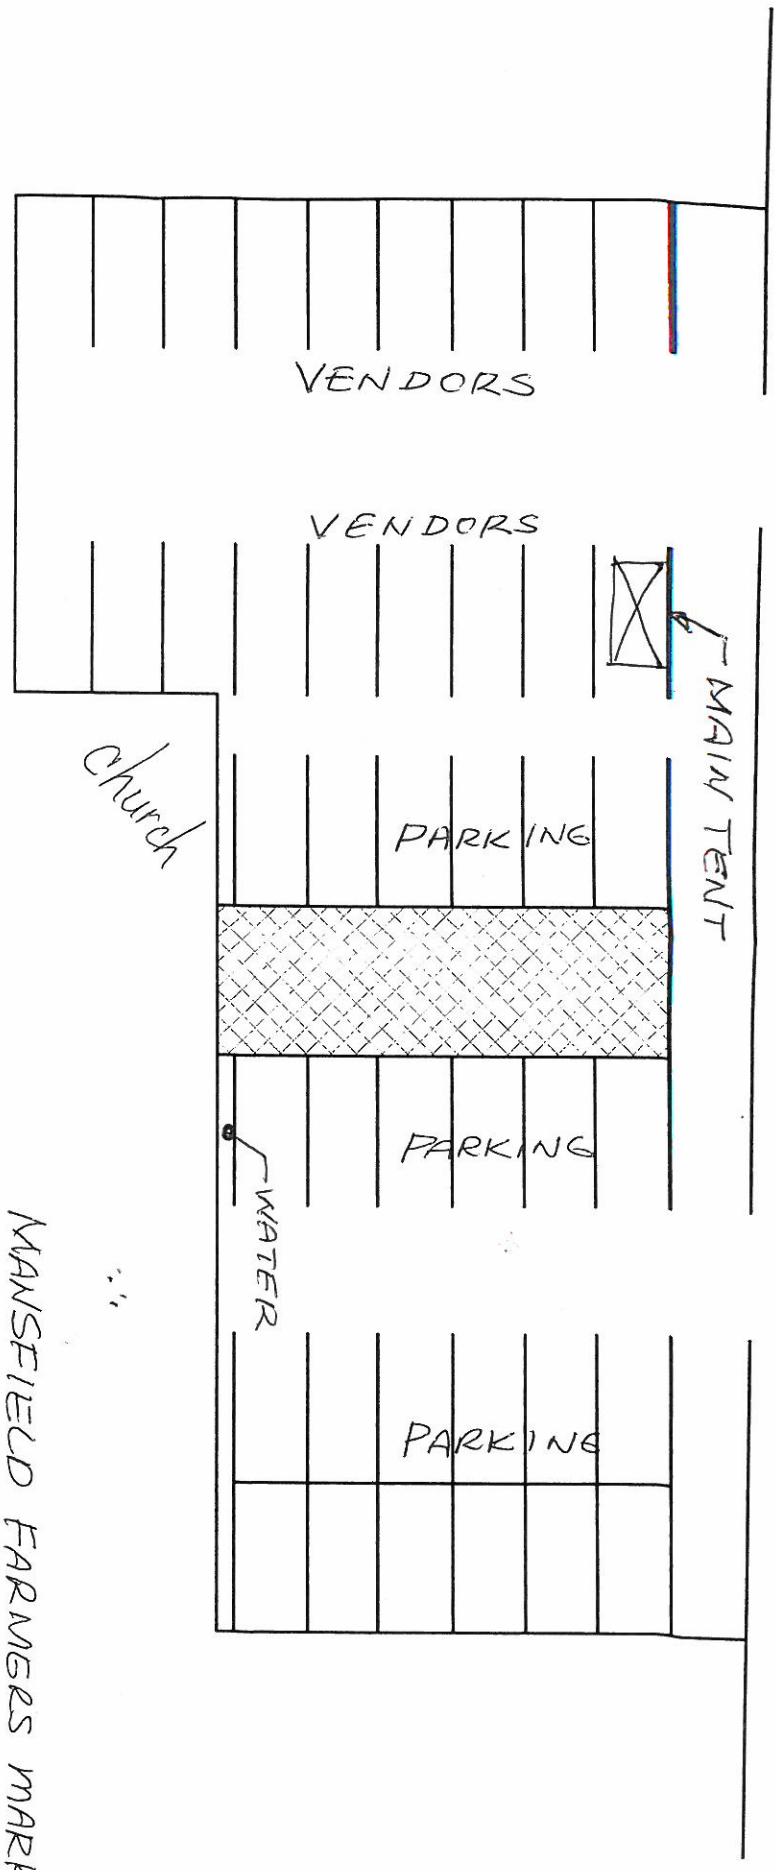 VENDORS
VENDORS
MAIN TENT
church
PARKING
PARKING
WATER
PARKING
MANSFIELD FARMERS